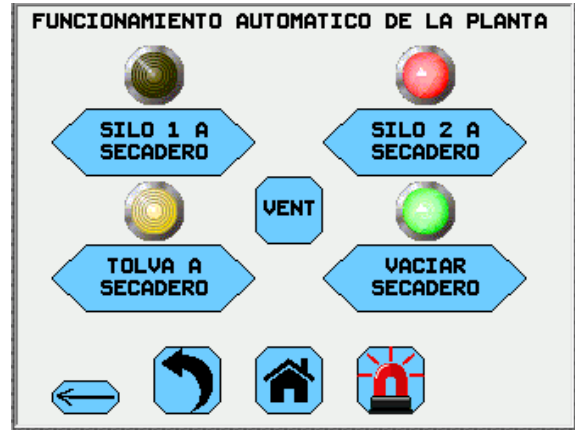 FUNCIONAMIENTO AUTOMATICO DE LA PLANTA
SILO 1 A
SECADERO
SILO 2 A
SECADERO
VENT
TOLVA A
SECADERO
VACIAR
SECADERO